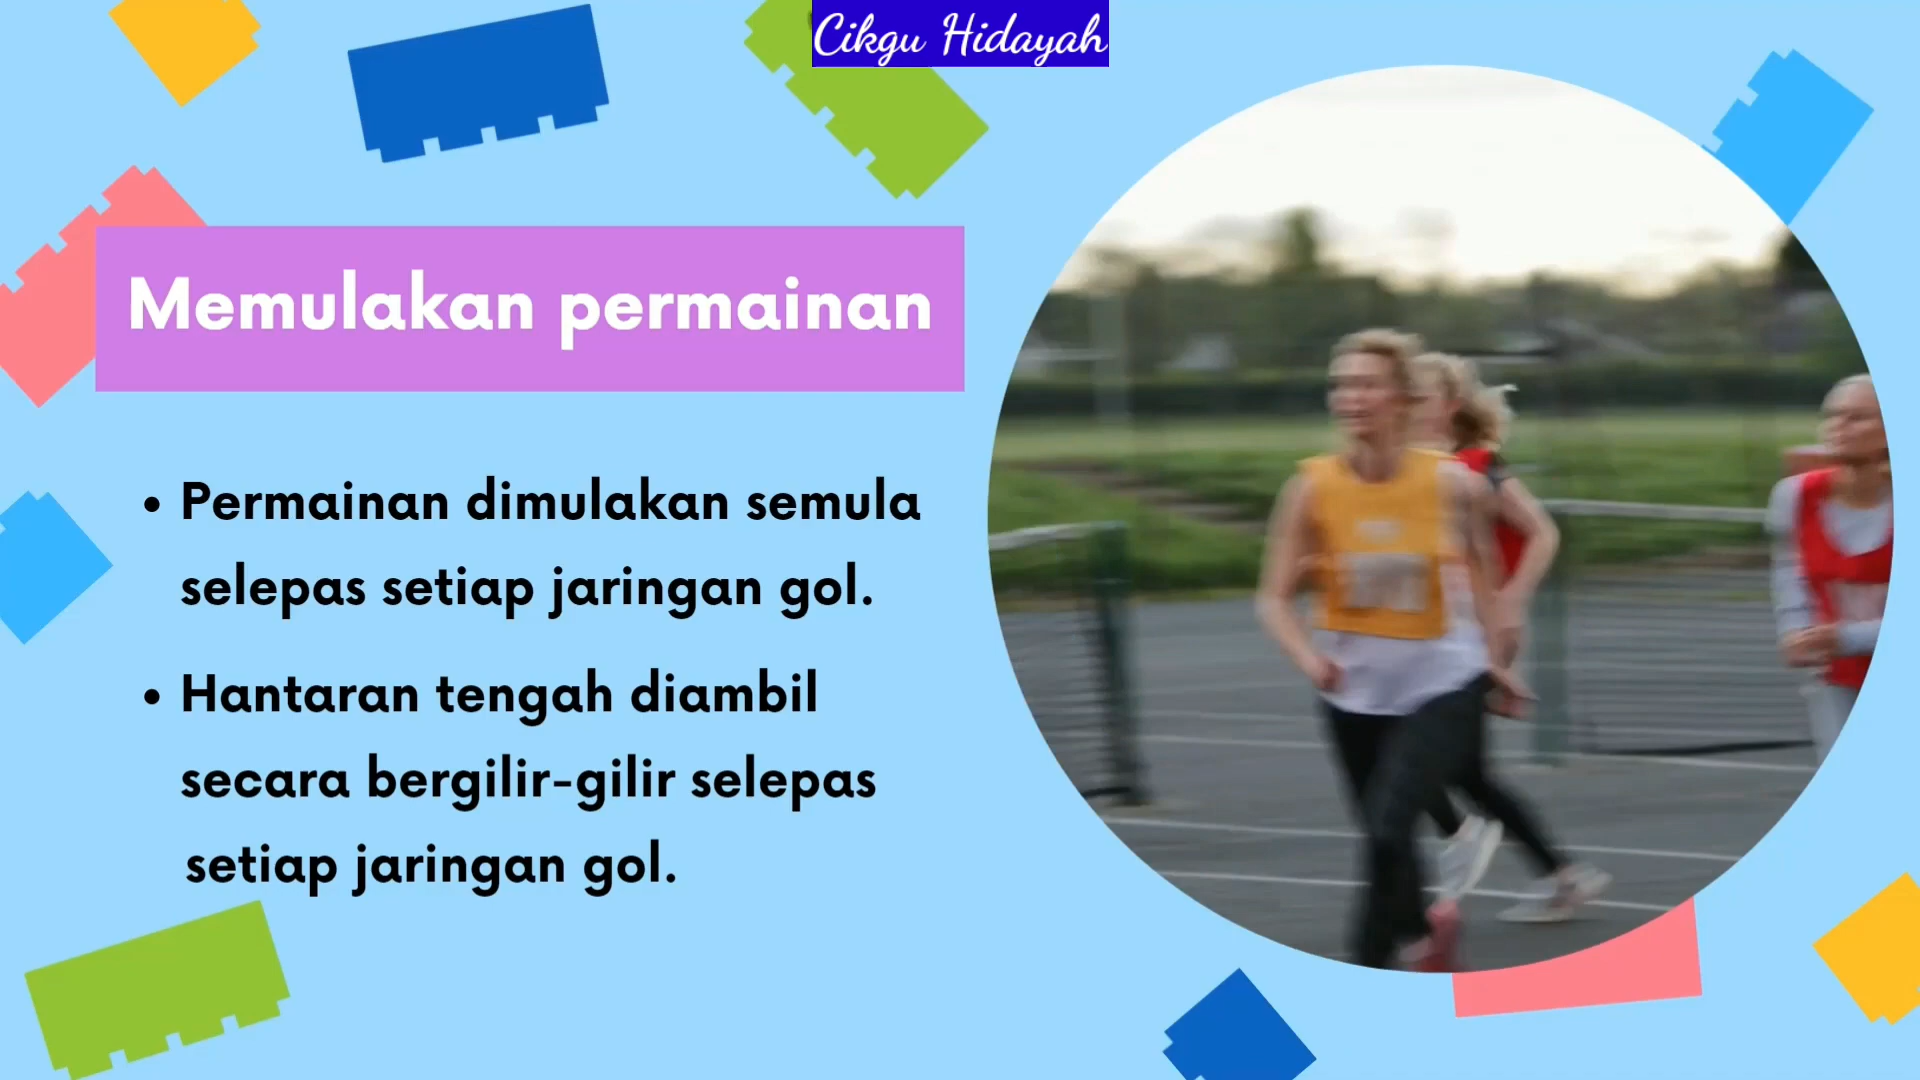 Cikgu Hidayah
Memulakan permainan
• Permainan dimulakan semula
selepas setiap jaringan gol.
• Hantaran tengah diambil
secara bergilir-gilir selepas
setiap jaringan gol.